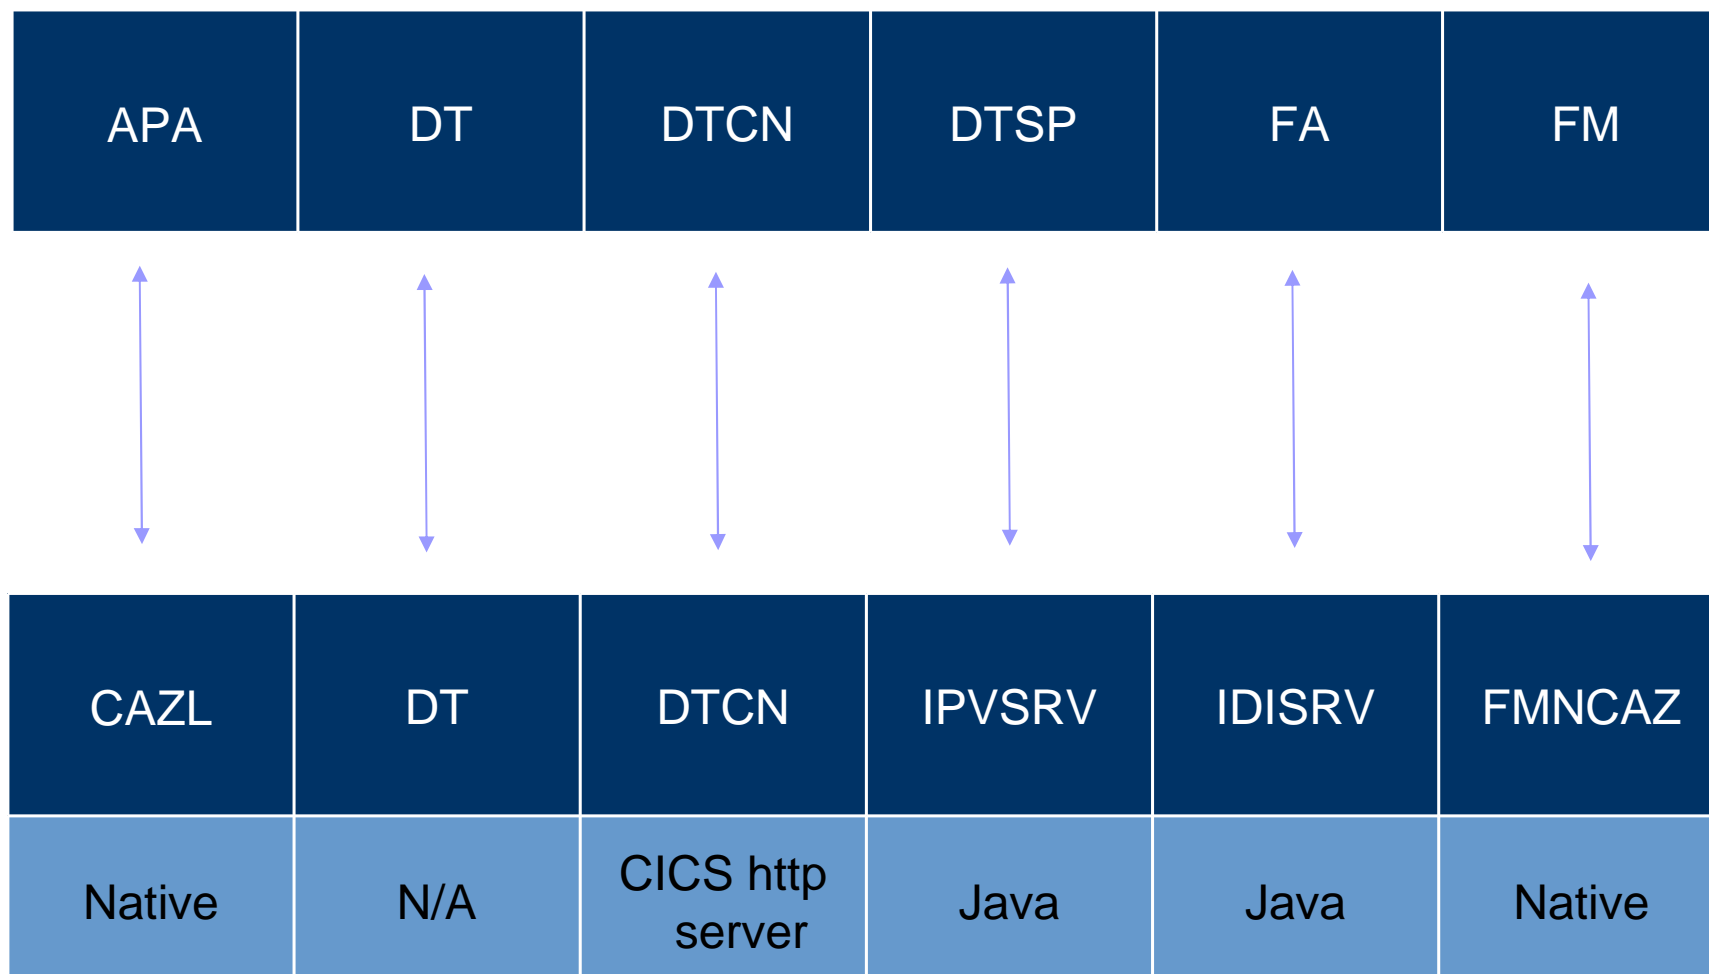 APA DT DTCN DTSP FA FM
CAZL DT DTCN IPVSRV IDISRV FMNCAZ
Native N/A CICS http Java Java Native
server